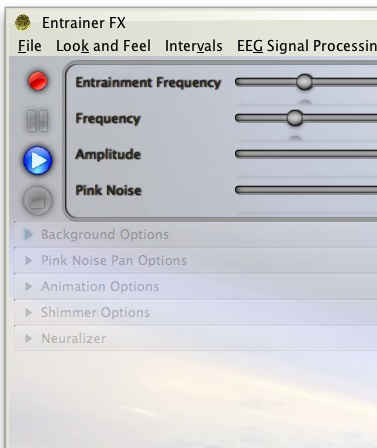 Entrainer FX
File Look and Feel Intervals EEG Signal Processin
Entrainment Frequency
Frequency
Amplitude
Pink Noise
Background Options
Pink Noise Pan Options
Animation Options
Shimmer Options
Neuralizer